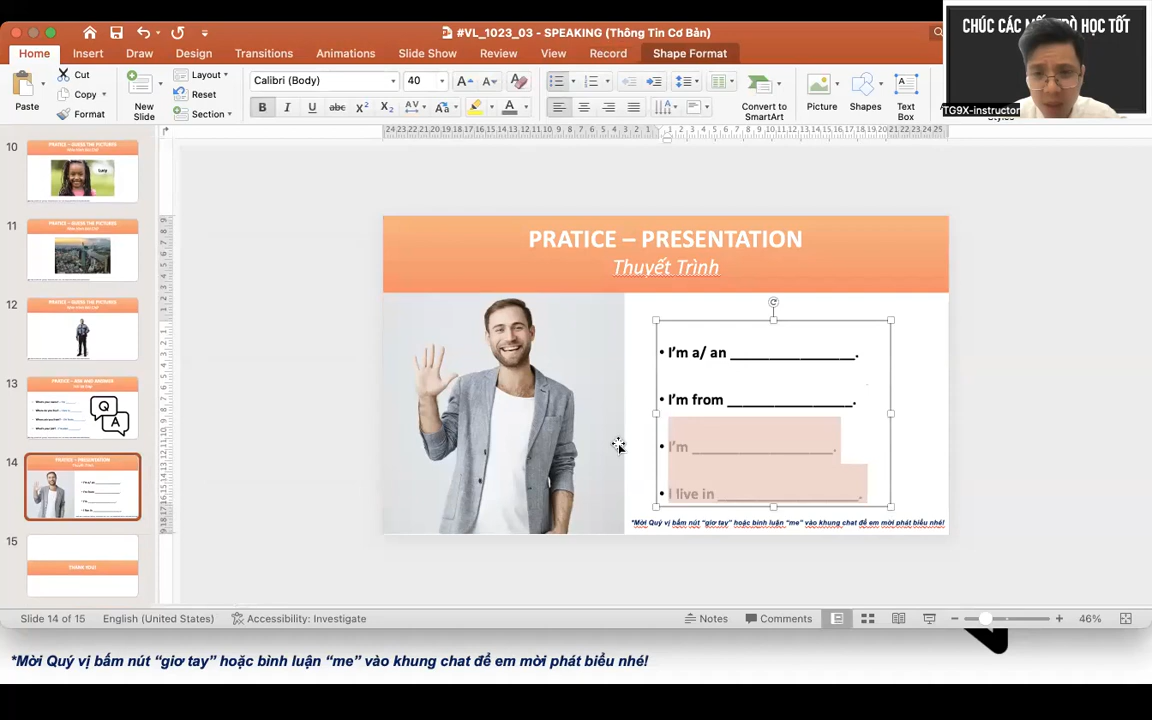 CHÚC CÁC
HỌC TỐT
TG9X-instructor
#VL_1023_03 - SPEAKING (Thông Tin Cơ Bản)
Home Insert Draw Design Transitions Animations Slide Show Review View Record Shape Format
Paste
Cut
Copy
Format
New
Slide
Layout
Reset
Section
Calibri (Body) 40
Convert to
SmartArt
Picture
Shapes
Text
Box
10
11
12
13
14
15
THANK YOU!
PRATICE – PRESENTATION
Thuyết Trình
• I’m a/ an ________________.
• I’m from ________________.
• I’m __________________.
• I live in __________________.
*Mời Quý vị bấm nút “giơ tay” hoặc bình luận “me” vào khung chat để em mời phát biểu nhé!
Slide 14 of 15 English (United States) Accessibility: Investigate Notes Comments 46%
*Mời Quý vị bấm nút “giơ tay” hoặc bình luận “me” vào khung chat để em mời phát biểu nhé!